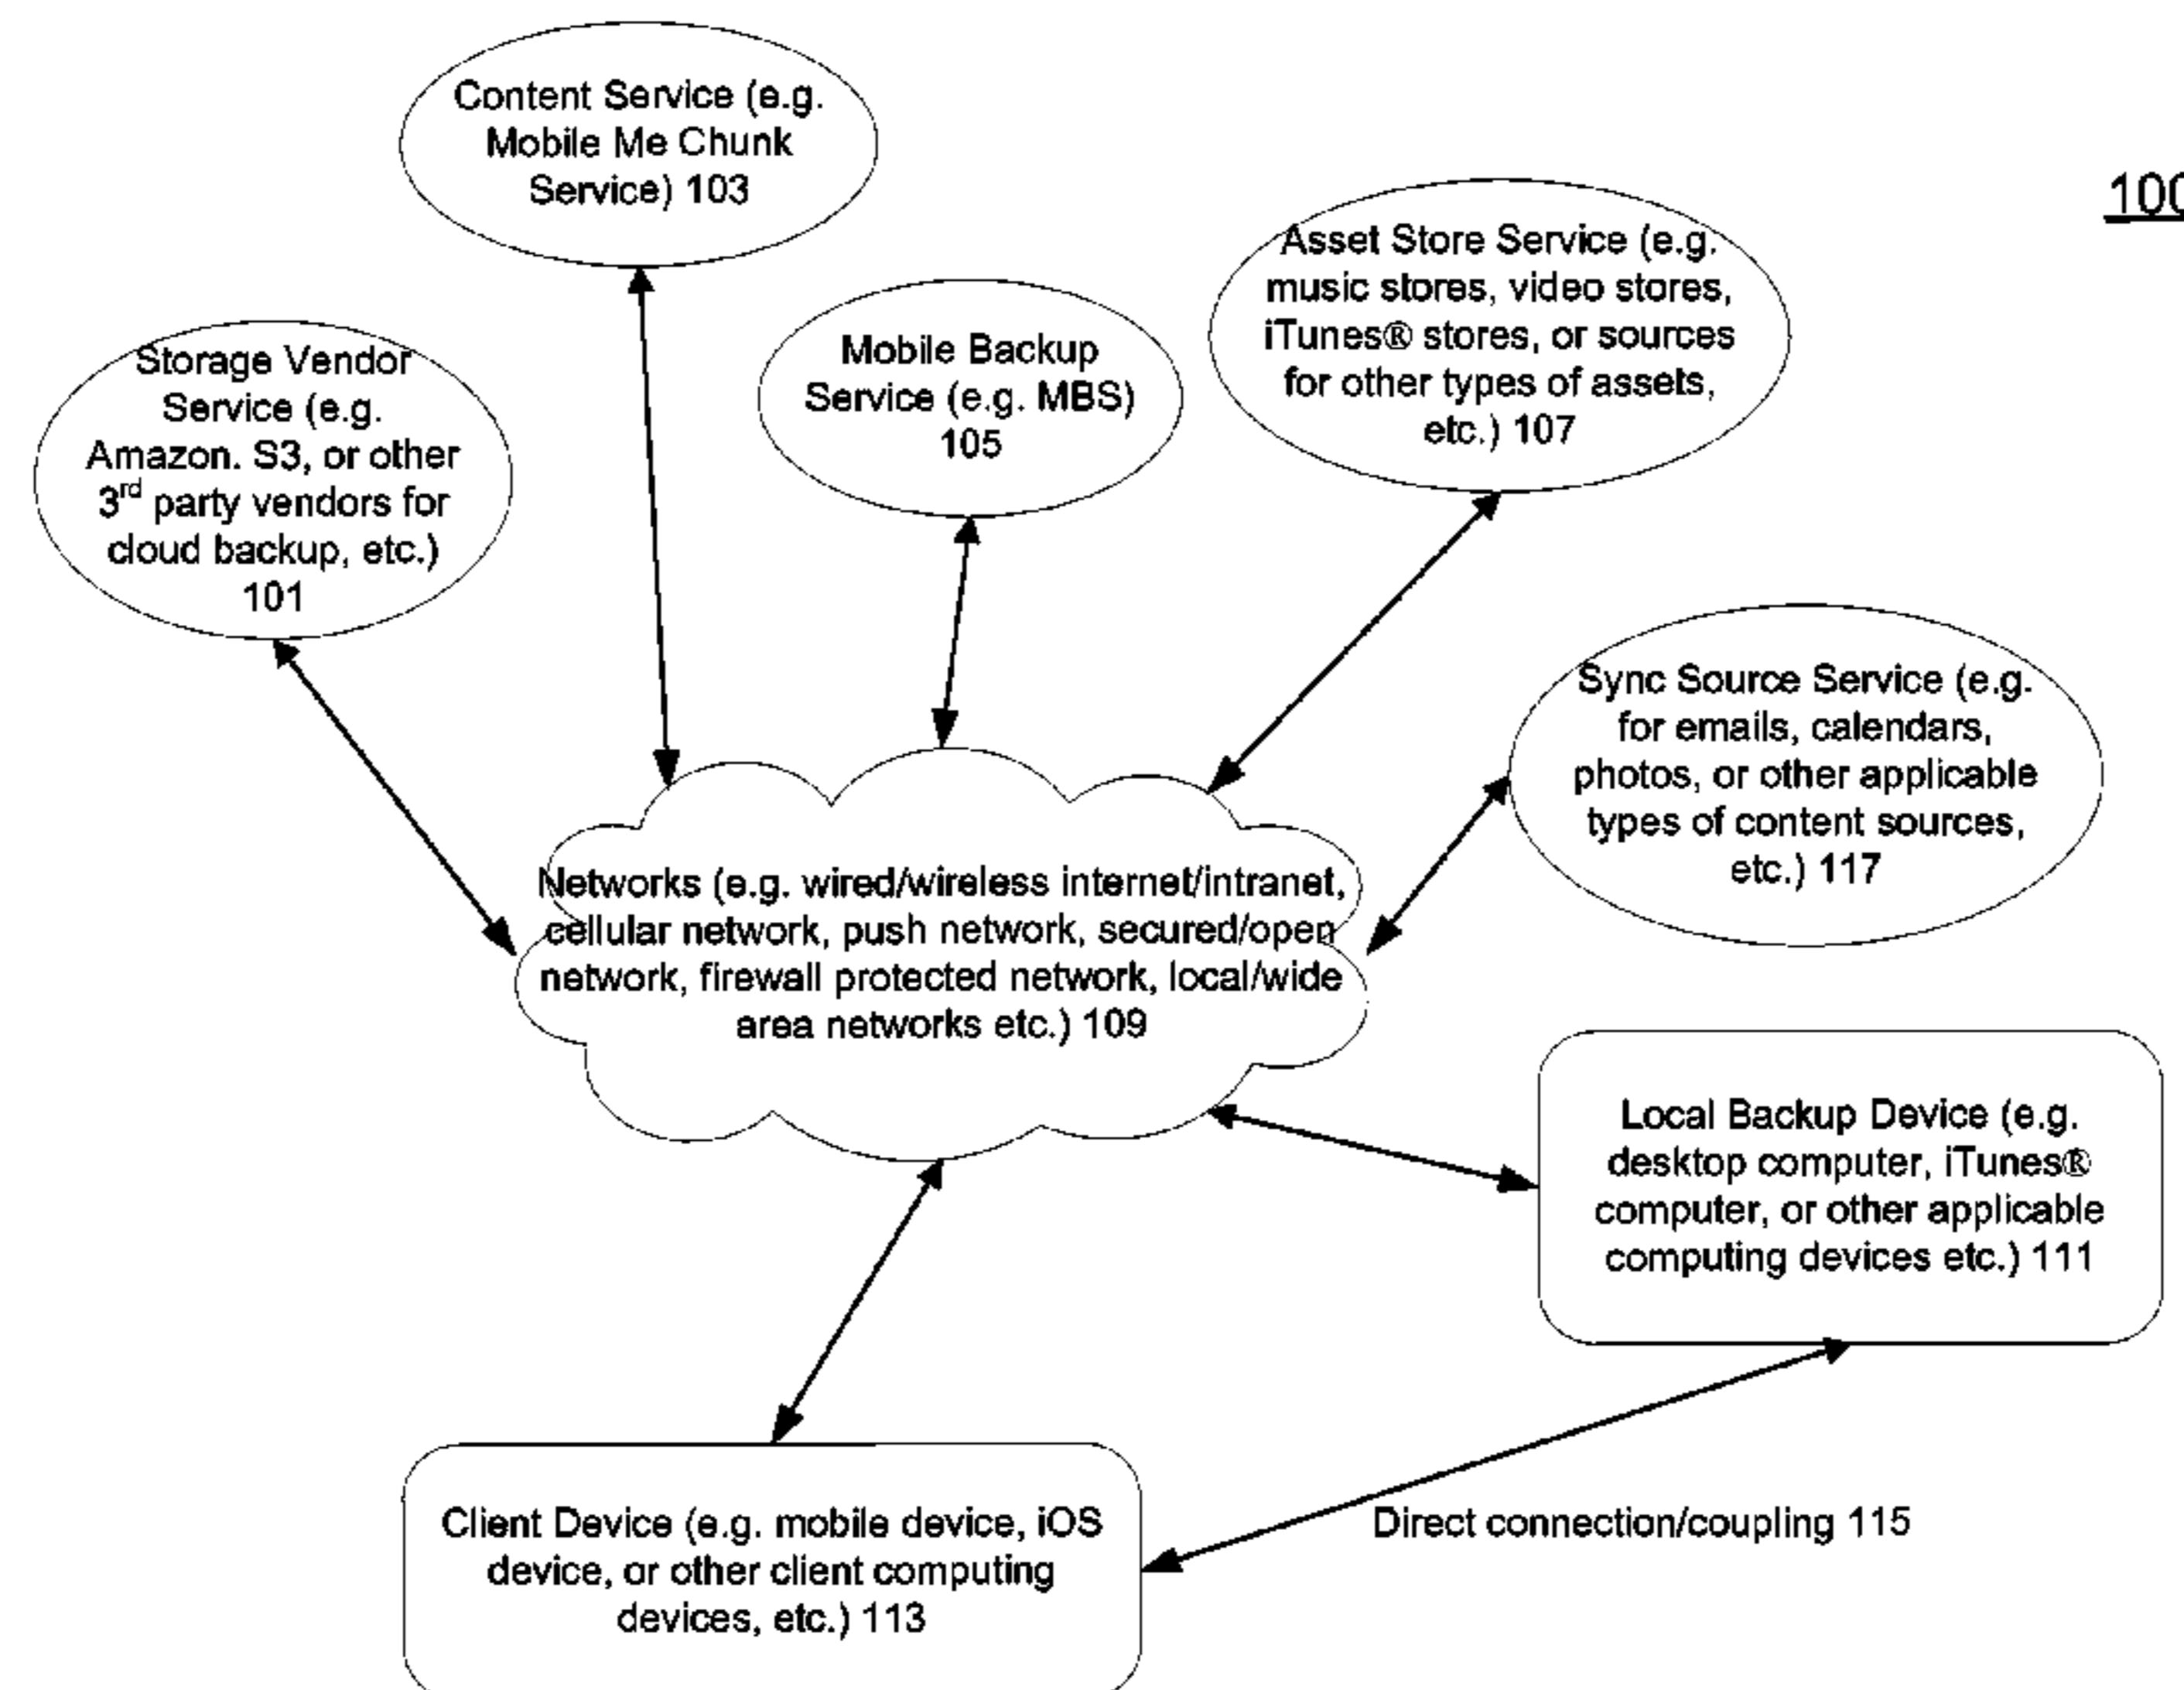 Content Service (e.g.
Mobile Me Chunk
Service) 103
100
Asset Store Service (e.g.
music stores, video stores,
iTunes® stores, or sources
for other types of assets,
etc.) 107
Mobile Backup
Service (e.g. MBS)
105
Storage Vendor
Service (e.g.
Amazon. S3, or other
3rd party vendors for
cloud backup, etc.)
101
Sync Source Service (e.g.
for emails, calendars,
photos, or other applicable
types of content sources,
etc.) 117
Networks (e.g. wired/wireless internet/intranet,
cellular network, push network, secured/open
network, firewall protected network, local/wide
area networks etc.) 109
Local Backup Device (e.g.
desktop computer, iTunes®
computer, or other applicable
computing devices etc.) 111
Client Device (e.g. mobile device, iOS
device, or other client computing
devices, etc.) 113
Direct connection/coupling 115